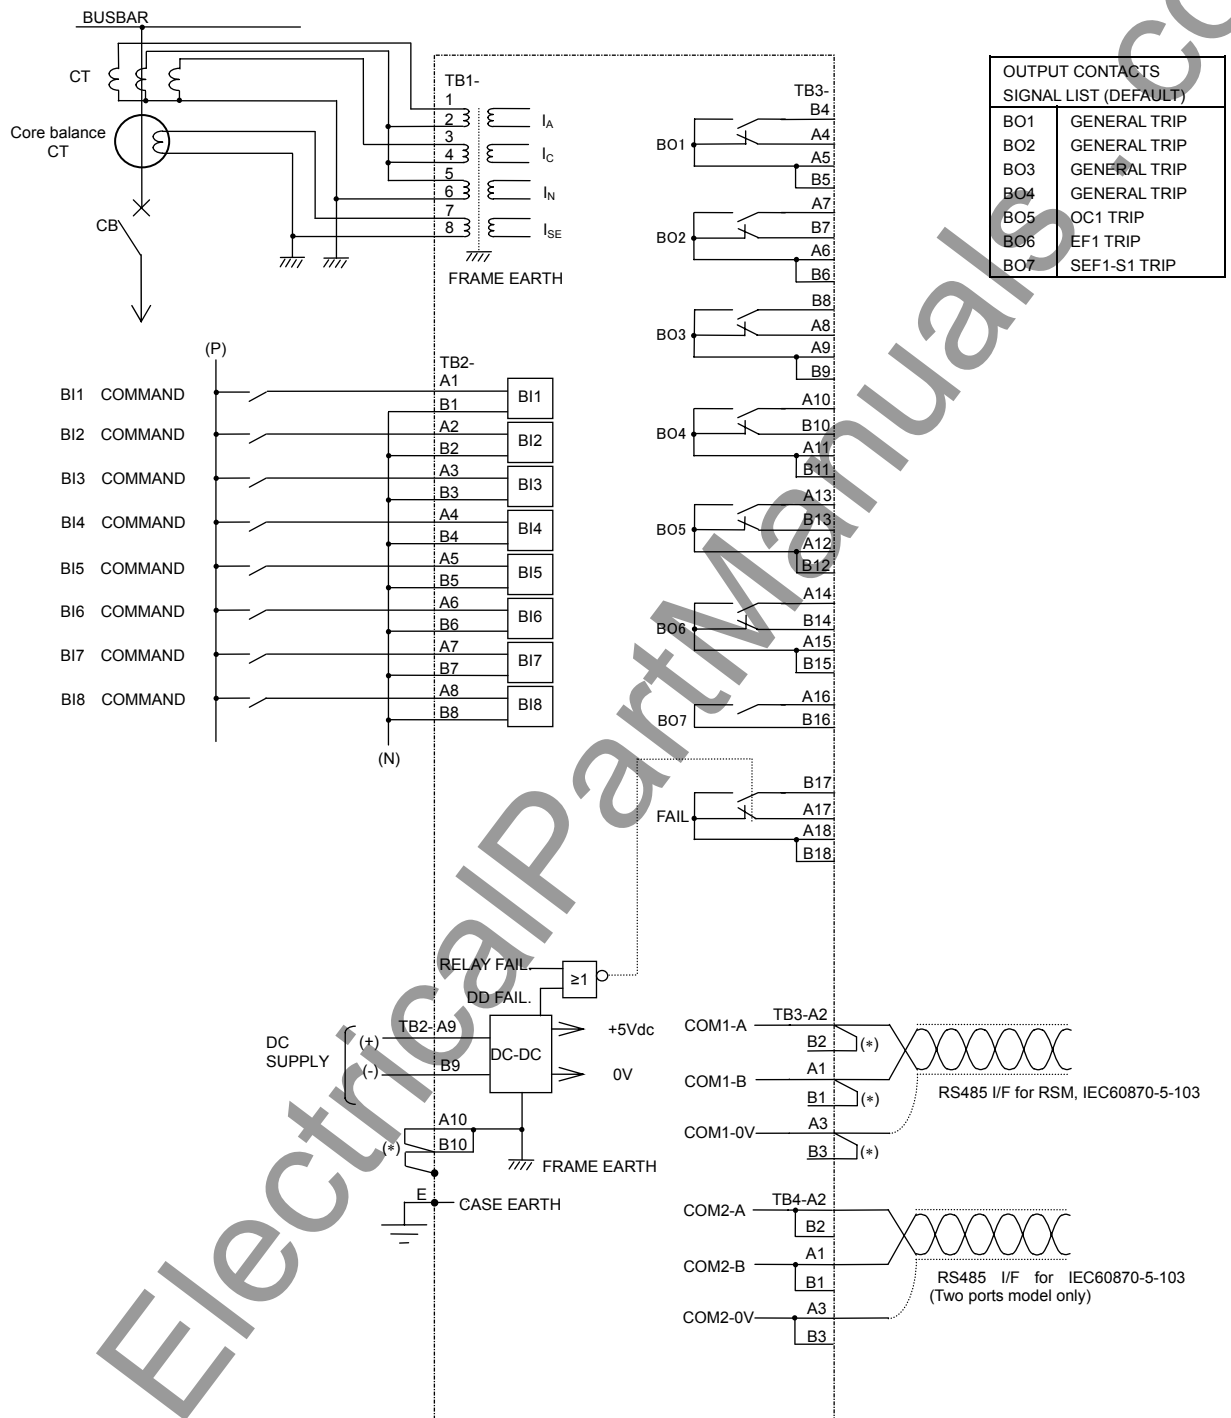 BUSBAR
CT
Core balance
CT
CB
TB1-
1
2
3
4
5
6
7
8
IA
IC
IN
ISE
FRAME EARTH
(P)
BI1 COMMAND
BI2 COMMAND
BI3 COMMAND
BI4 COMMAND
BI5 COMMAND
BI6 COMMAND
BI7 COMMAND
BI8 COMMAND
TB2-
A1
B1
BI1
A2
B2
BI2
A3
B3
BI3
A4
B4
BI4
A5
B5
BI5
A6
B6
BI6
A7
B7
BI7
A8
B8
BI8
(N)
TB3-
BO1
B4
A4
A5
B5
BO2
A7
B7
A6
B6
BO3
B8
A8
A9
B9
BO4
A10
B10
A11
B11
BO5
A13
B13
A12
B12
BO6
A14
B14
A15
B15
BO7
A16
B16
FAIL
B17
A17
A18
B18
OUTPUT CONTACTS
SIGNAL LIST (DEFAULT)
BO1 GENERAL TRIP
BO2 GENERAL TRIP
BO3 GENERAL TRIP
BO4 GENERAL TRIP
BO5 OC1 TRIP
BO6 EF1 TRIP
BO7 SEF1-S1 TRIP
RELAY FAIL.
≥1
DD FAIL.
DC
SUPPLY
(+)
(-)
TB2- A9
B9
DC-DC
+5Vdc
0V
A10
(*)
B10
FRAME EARTH
E
CASE EARTH
COM1-A
TB3-A2
B2
(*)
COM1-B
A1
B1
(*)
COM1-0V
A3
B3
(*)
RS485 I/F for RSM, IEC60870-5-103
COM2-A
TB4-A2
B2
COM2-B
A1
B1
COM2-0V
A3
B3
RS485 I/F for IEC60870-5-103
(Two ports model only)
ElectricalPartManuals . co